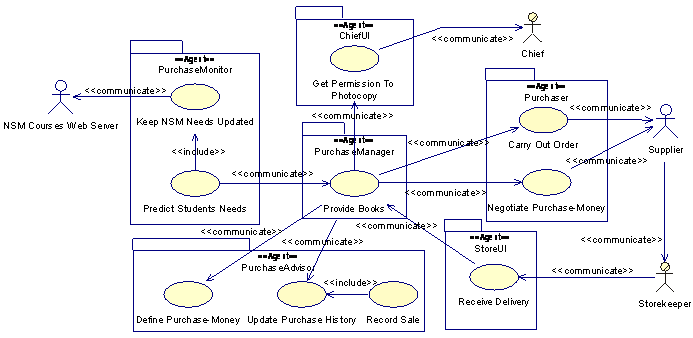 ««Agent»»
ChiefUI
<<communicate>>
Chief
Get Permission To
Photocopy
««Agent»»
PurchaseMonitor
<<communicate>>
NSM Courses Web Server
Keep NSM Needs Updated
<<include>>
Predict Students Needs
<<communicate>>
<<communicate>>
««Agent»»
PurchaseManager
Provide Books
««Agent»»
Purchaser
<<communicate>>
Carry Out Order
<<communicate>>
<<communicate>>
Supplier
<<communicate>>
Negotiate Purchase-Money
<<communicate>>
<<communicate>>
<<communicate>>
««Agent»»
StoreUI
<<communicate>>
<<communicate>>
Receive Delivery
Storekeeper
««Agent»»
PurchaseAdvisor
<<include>>
Define Purchase-Money
Update Purchase History
Record Sale